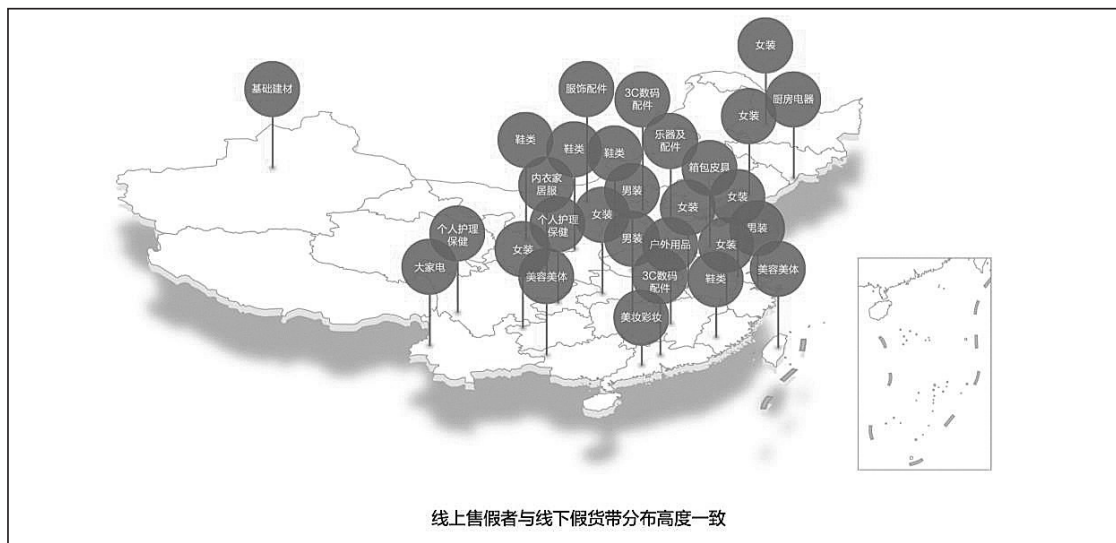 女装
基础建材
服饰配件
3C数码
配件
厨房电器
女装
鞋类
鞋类
鞋类
乐器及
配件
箱包皮具
内衣家
居服
男装
女装
女装
女装
个人护理
保健
个人护理
保健
女装
男装
户外用品
女装
男装
大家电
美容美体
3C数码
配件
鞋类
美容美体
美妆彩妆
线上售假者与线下假货带分布高度一致